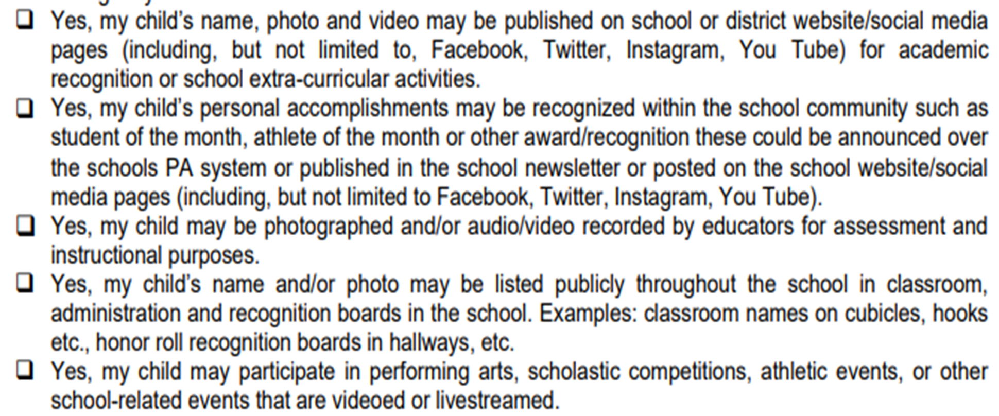 ❑ Yes, my child's name, photo and video may be published on school or district website/social media
pages (including, but not limited to, Facebook, Twitter, Instagram, You Tube) for academic
recognition or school extra-curricular activities.
❑ Yes, my child's personal accomplishments may be recognized within the school community such as
student of the month, athlete of the month or other award/recognition these could be announced over
the schools PA system or published in the school newsletter or posted on the school website/social
media pages (including, but not limited to Facebook, Twitter, Instagram, You Tube).
❑ Yes, my child may be photographed and/or audio/video recorded by educators for assessment and
instructional purposes.
❑ Yes, my child's name and/or photo may be listed publicly throughout the school in classroom,
administration and recognition boards in the school. Examples: classroom names on cubicles, hooks
etc., honor roll recognition boards in hallways, etc.
❑ Yes, my child may participate in performing arts, scholastic competitions, athletic events, or other
school-related events that are videoed or livestreamed.